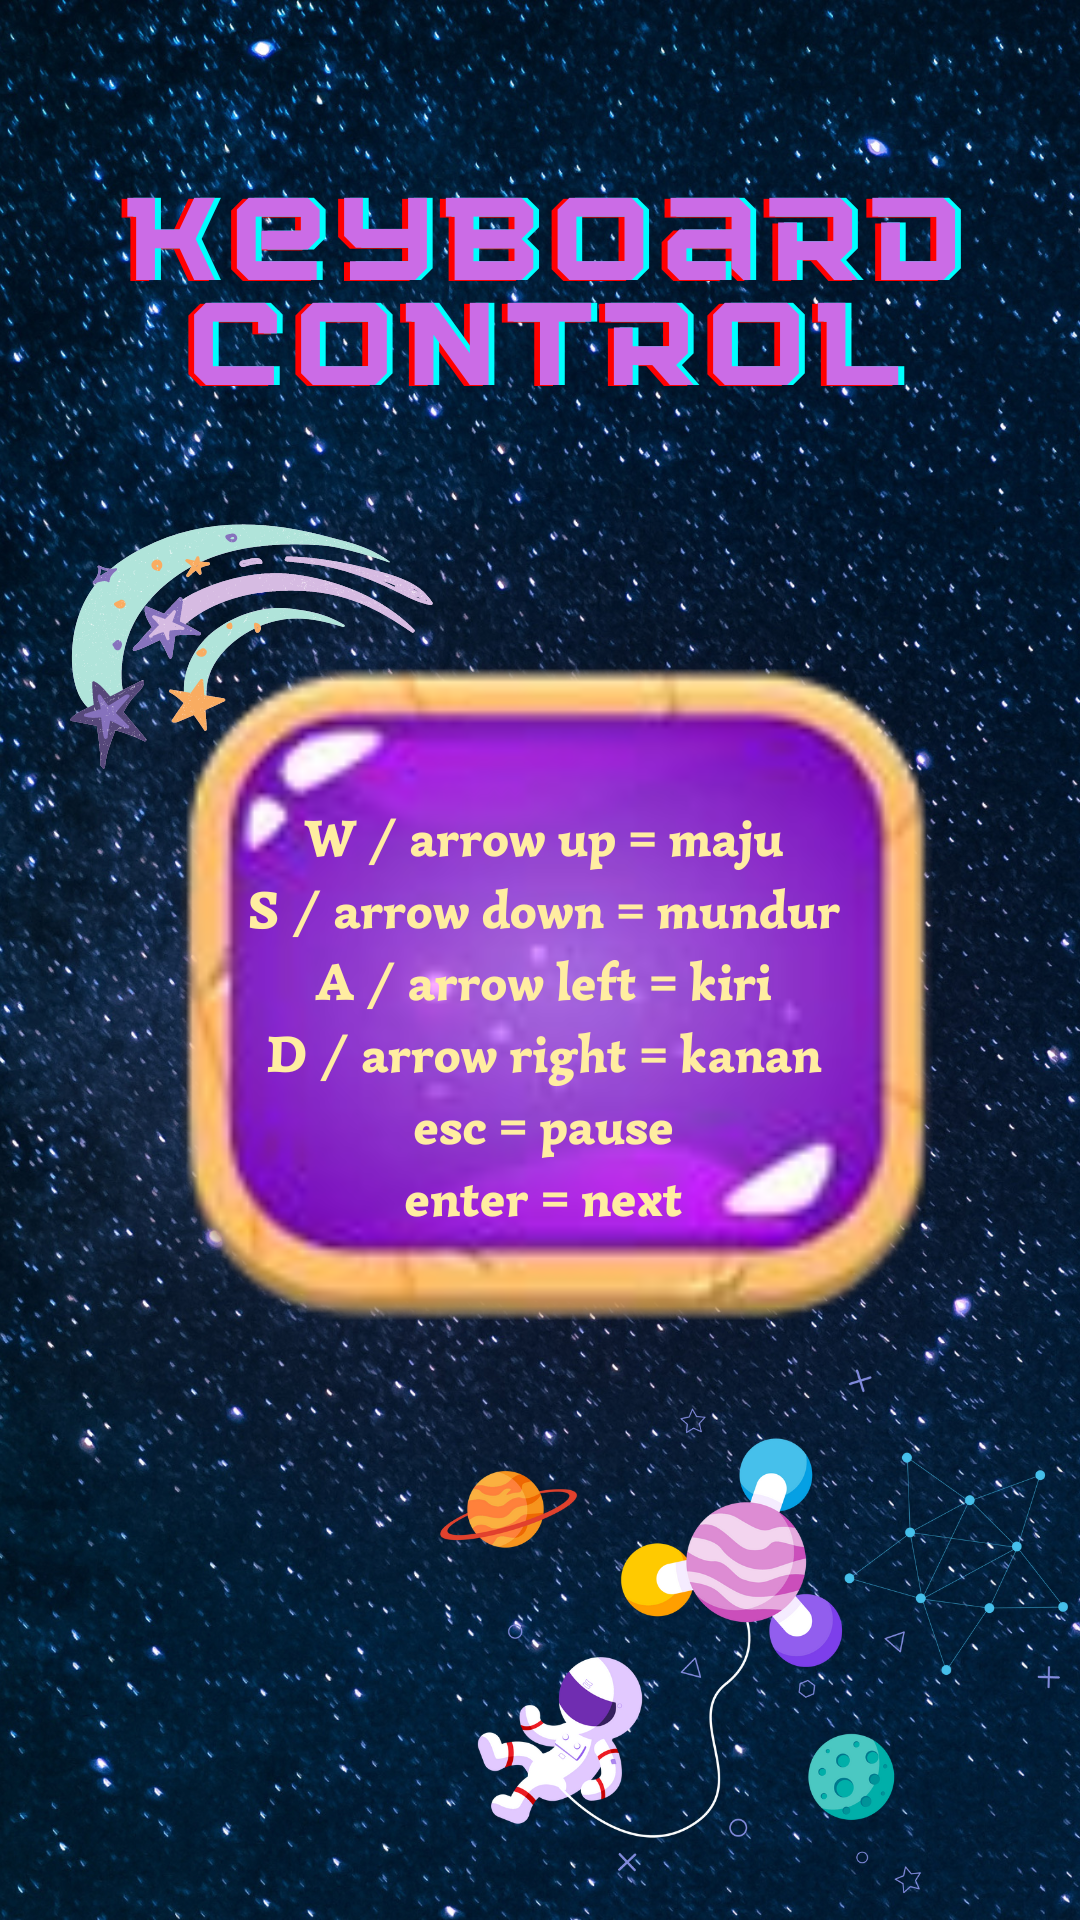 KeYBOaRD
CONTROL
W / arrow up = maju
S / arrow down = mundur
A / arrow left = kiri
D / arrow right = kanan
esc = pause
enter = next